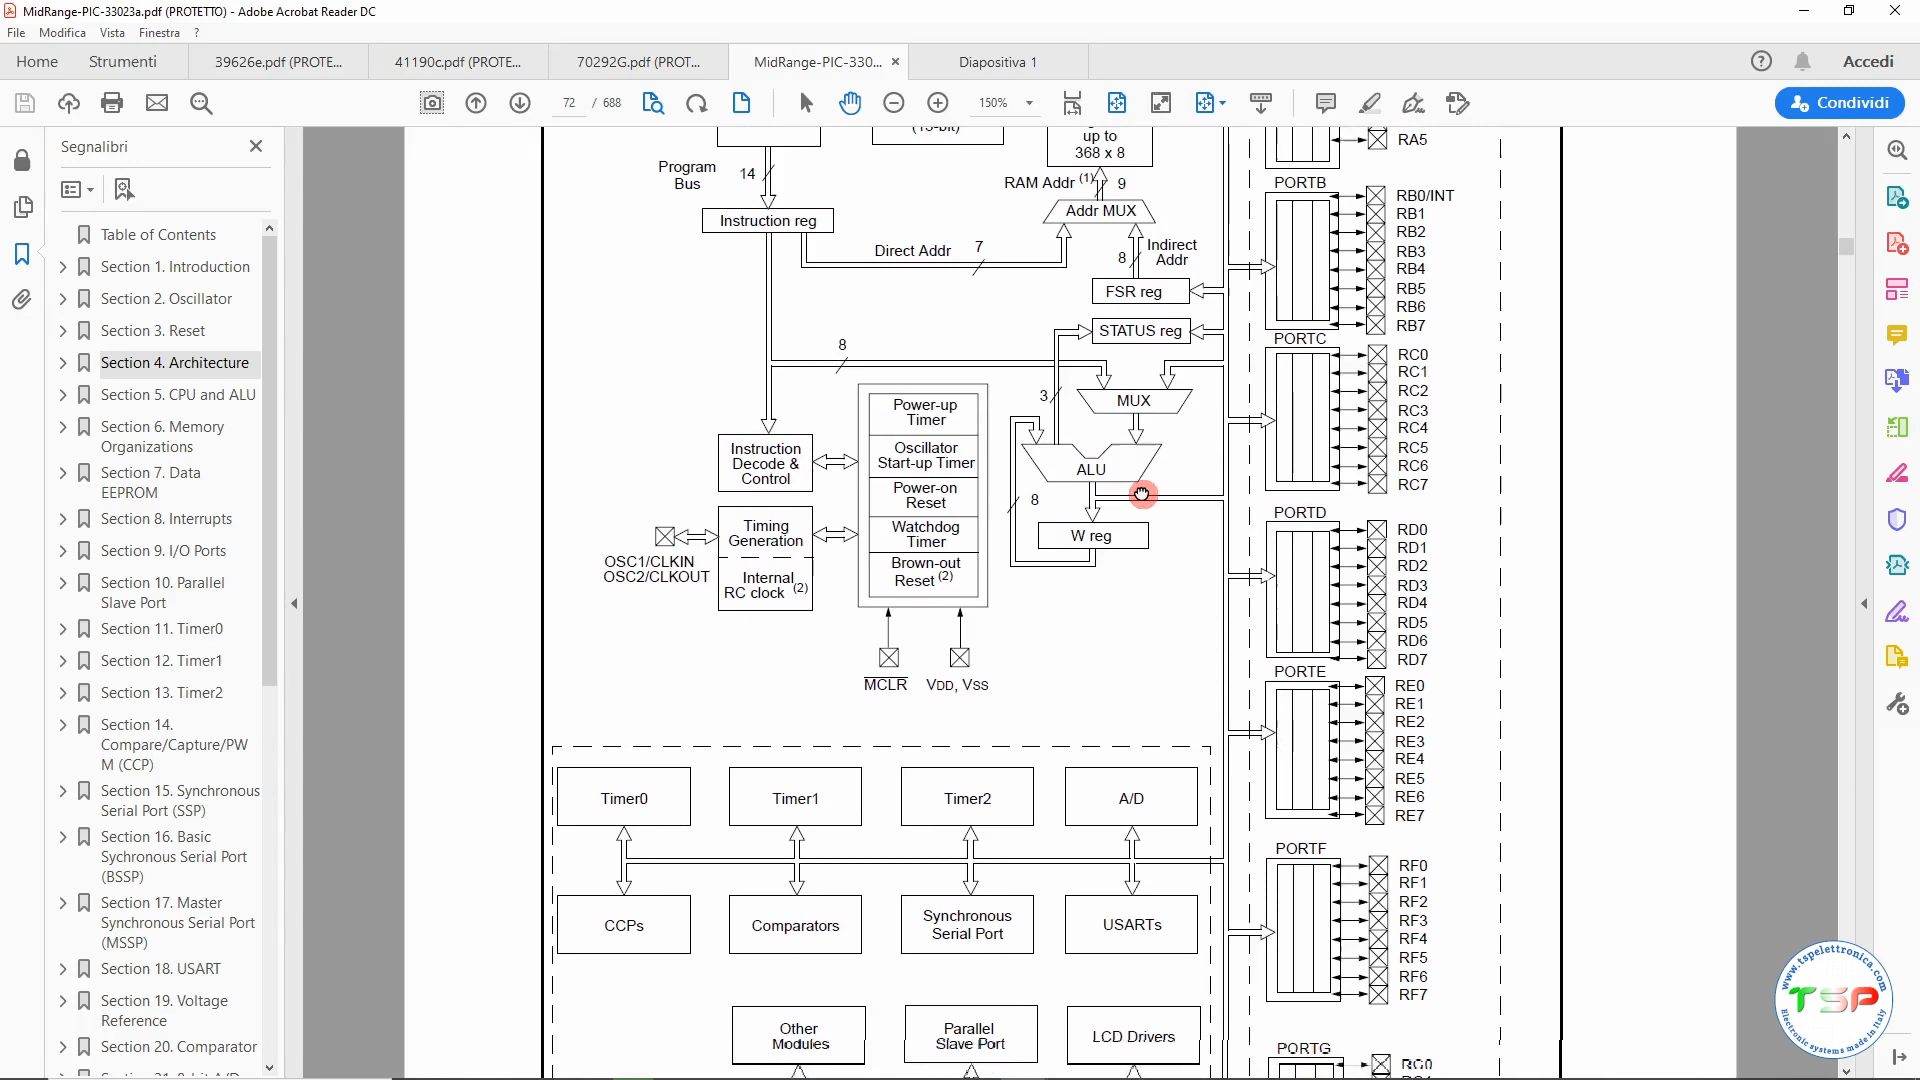 MidRange-PIC-33023a.pdf (PROTETTO) - Adobe Acrobat Reader DC
File Modifica Vista Finestra ?
Home Strumenti 39626e.pdf (PROTE... 41190c.pdf (PROTE... 70292G.pdf (PROT... MidRange-PIC-330... × Diapositiva 1 Accedi
72 / 688 150% Condividi
Segnalibri
Table of Contents
Section 1. Introduction
Section 2. Oscillator
Section 3. Reset
Section 4. Architecture
Section 5. CPU and ALU
Section 6. Memory
Organizations
Section 7. Data
EEPROM
Section 8. Interrupts
Section 9. I/O Ports
Section 10. Parallel
Slave Port
Section 11. Timer0
Section 12. Timer1
Section 13. Timer2
Section 14.
Compare/Capture/PW
M (CCP)
Section 15. Synchronous
Serial Port (SSP)
Section 16. Basic
Sychronous Serial Port
(BSSP)
Section 17. Master
Synchronous Serial Port
(MSSP)
Section 18. USART
Section 19. Voltage
Reference
Section 20. Comparator
up to
368 x 8
Program
Bus
14
RAM Addr (1)
9
Instruction reg
Addr MUX
Direct Addr
7
Indirect
Addr
8
FSR reg
STATUS reg
8
3
MUX
ALU
8
W reg
Instruction
Decode &
Control
Timing
Generation
Internal
RC clock (2)
OSC1/CLKIN
OSC2/CLKOUT
Power-up
Timer
Oscillator
Start-up Timer
Power-on
Reset
Watchdog
Timer
Brown-out
Reset (2)
MCLR
VDD, VSS
Timer0
Timer1
Timer2
A/D
CCPs
Comparators
Synchronous
Serial Port
USARTs
Other
Modules
Parallel
Slave Port
LCD Drivers
RA5
PORTB
RB0/INT
RB1
RB2
RB3
RB4
RB5
RB6
RB7
PORTC
RC0
RC1
RC2
RC3
RC4
RC5
RC6
RC7
PORTD
RD0
RD1
RD2
RD3
RD4
RD5
RD6
RD7
PORTE
RE0
RE1
RE2
RE3
RE4
RE5
RE6
RE7
PORTF
RF0
RF1
RF2
RF3
RF4
RF5
RF6
RF7
PORTG
www.tspelettronica.com
TSP
Electronic systems made in Italy